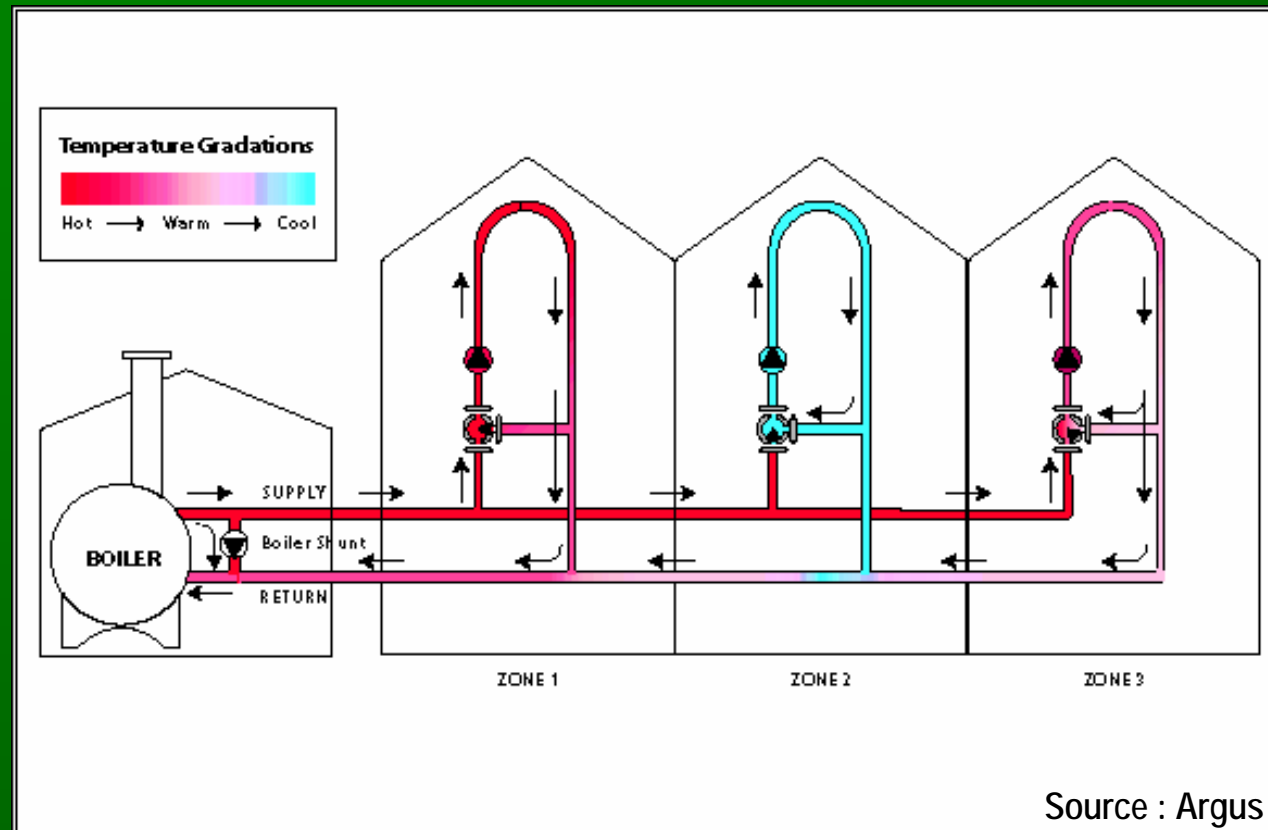 Temperature Gradations
Hot → Warm → Cool
SUPPLY
Boiler Shunt
BOILER
RETURN
ZONE 1
ZONE 2
ZONE 3
Source : Argus